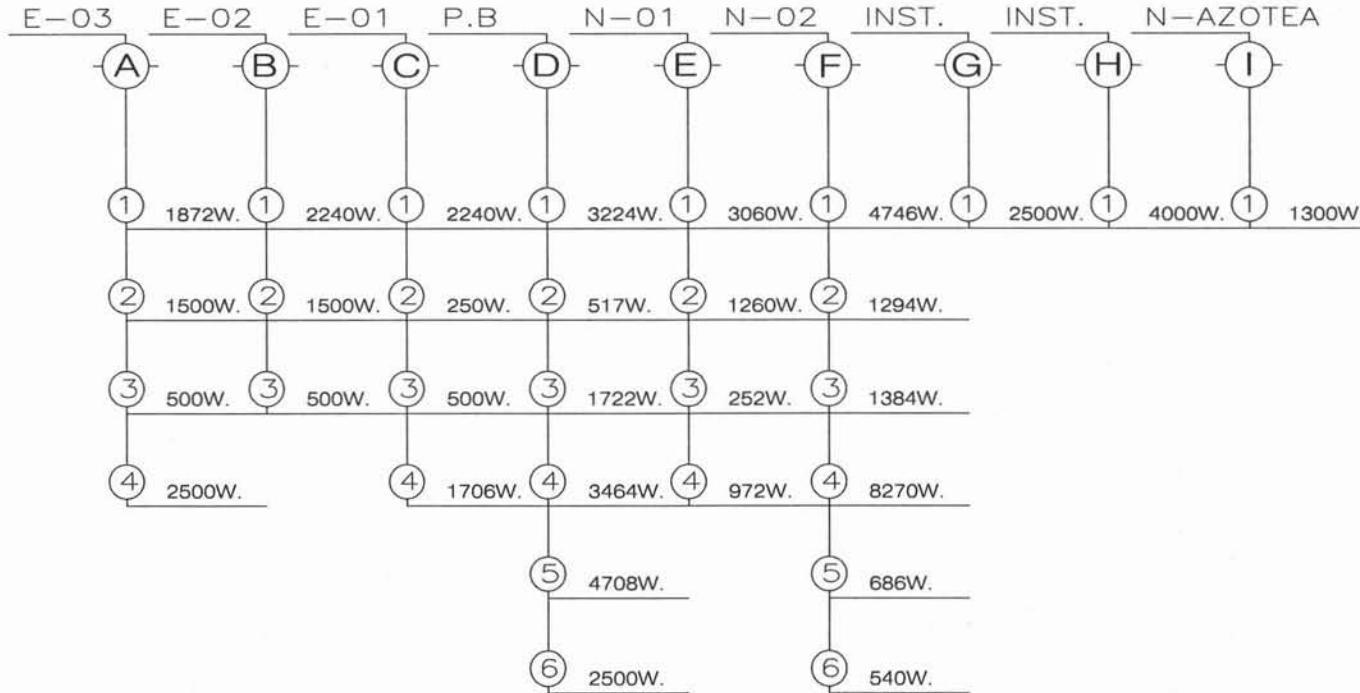 E-03 E-02 E-01 P.B N-01 N-02 INST. INST. N-AZOTEA
A B C D E F G H I
1 1872W. 1 2240W. 1 2240W. 1 3224W. 1 3060W. 1 4746W. 1 2500W. 1 4000W. 1 1300W
2 1500W. 2 1500W. 2 250W. 2 517W. 2 1260W. 2 1294W.
3 500W. 3 500W. 3 500W. 3 1722W. 3 252W. 3 1384W.
4 2500W. 4 1706W. 4 3464W. 4 972W. 4 8270W.
5 4708W. 5 686W.
6 2500W. 6 540W.